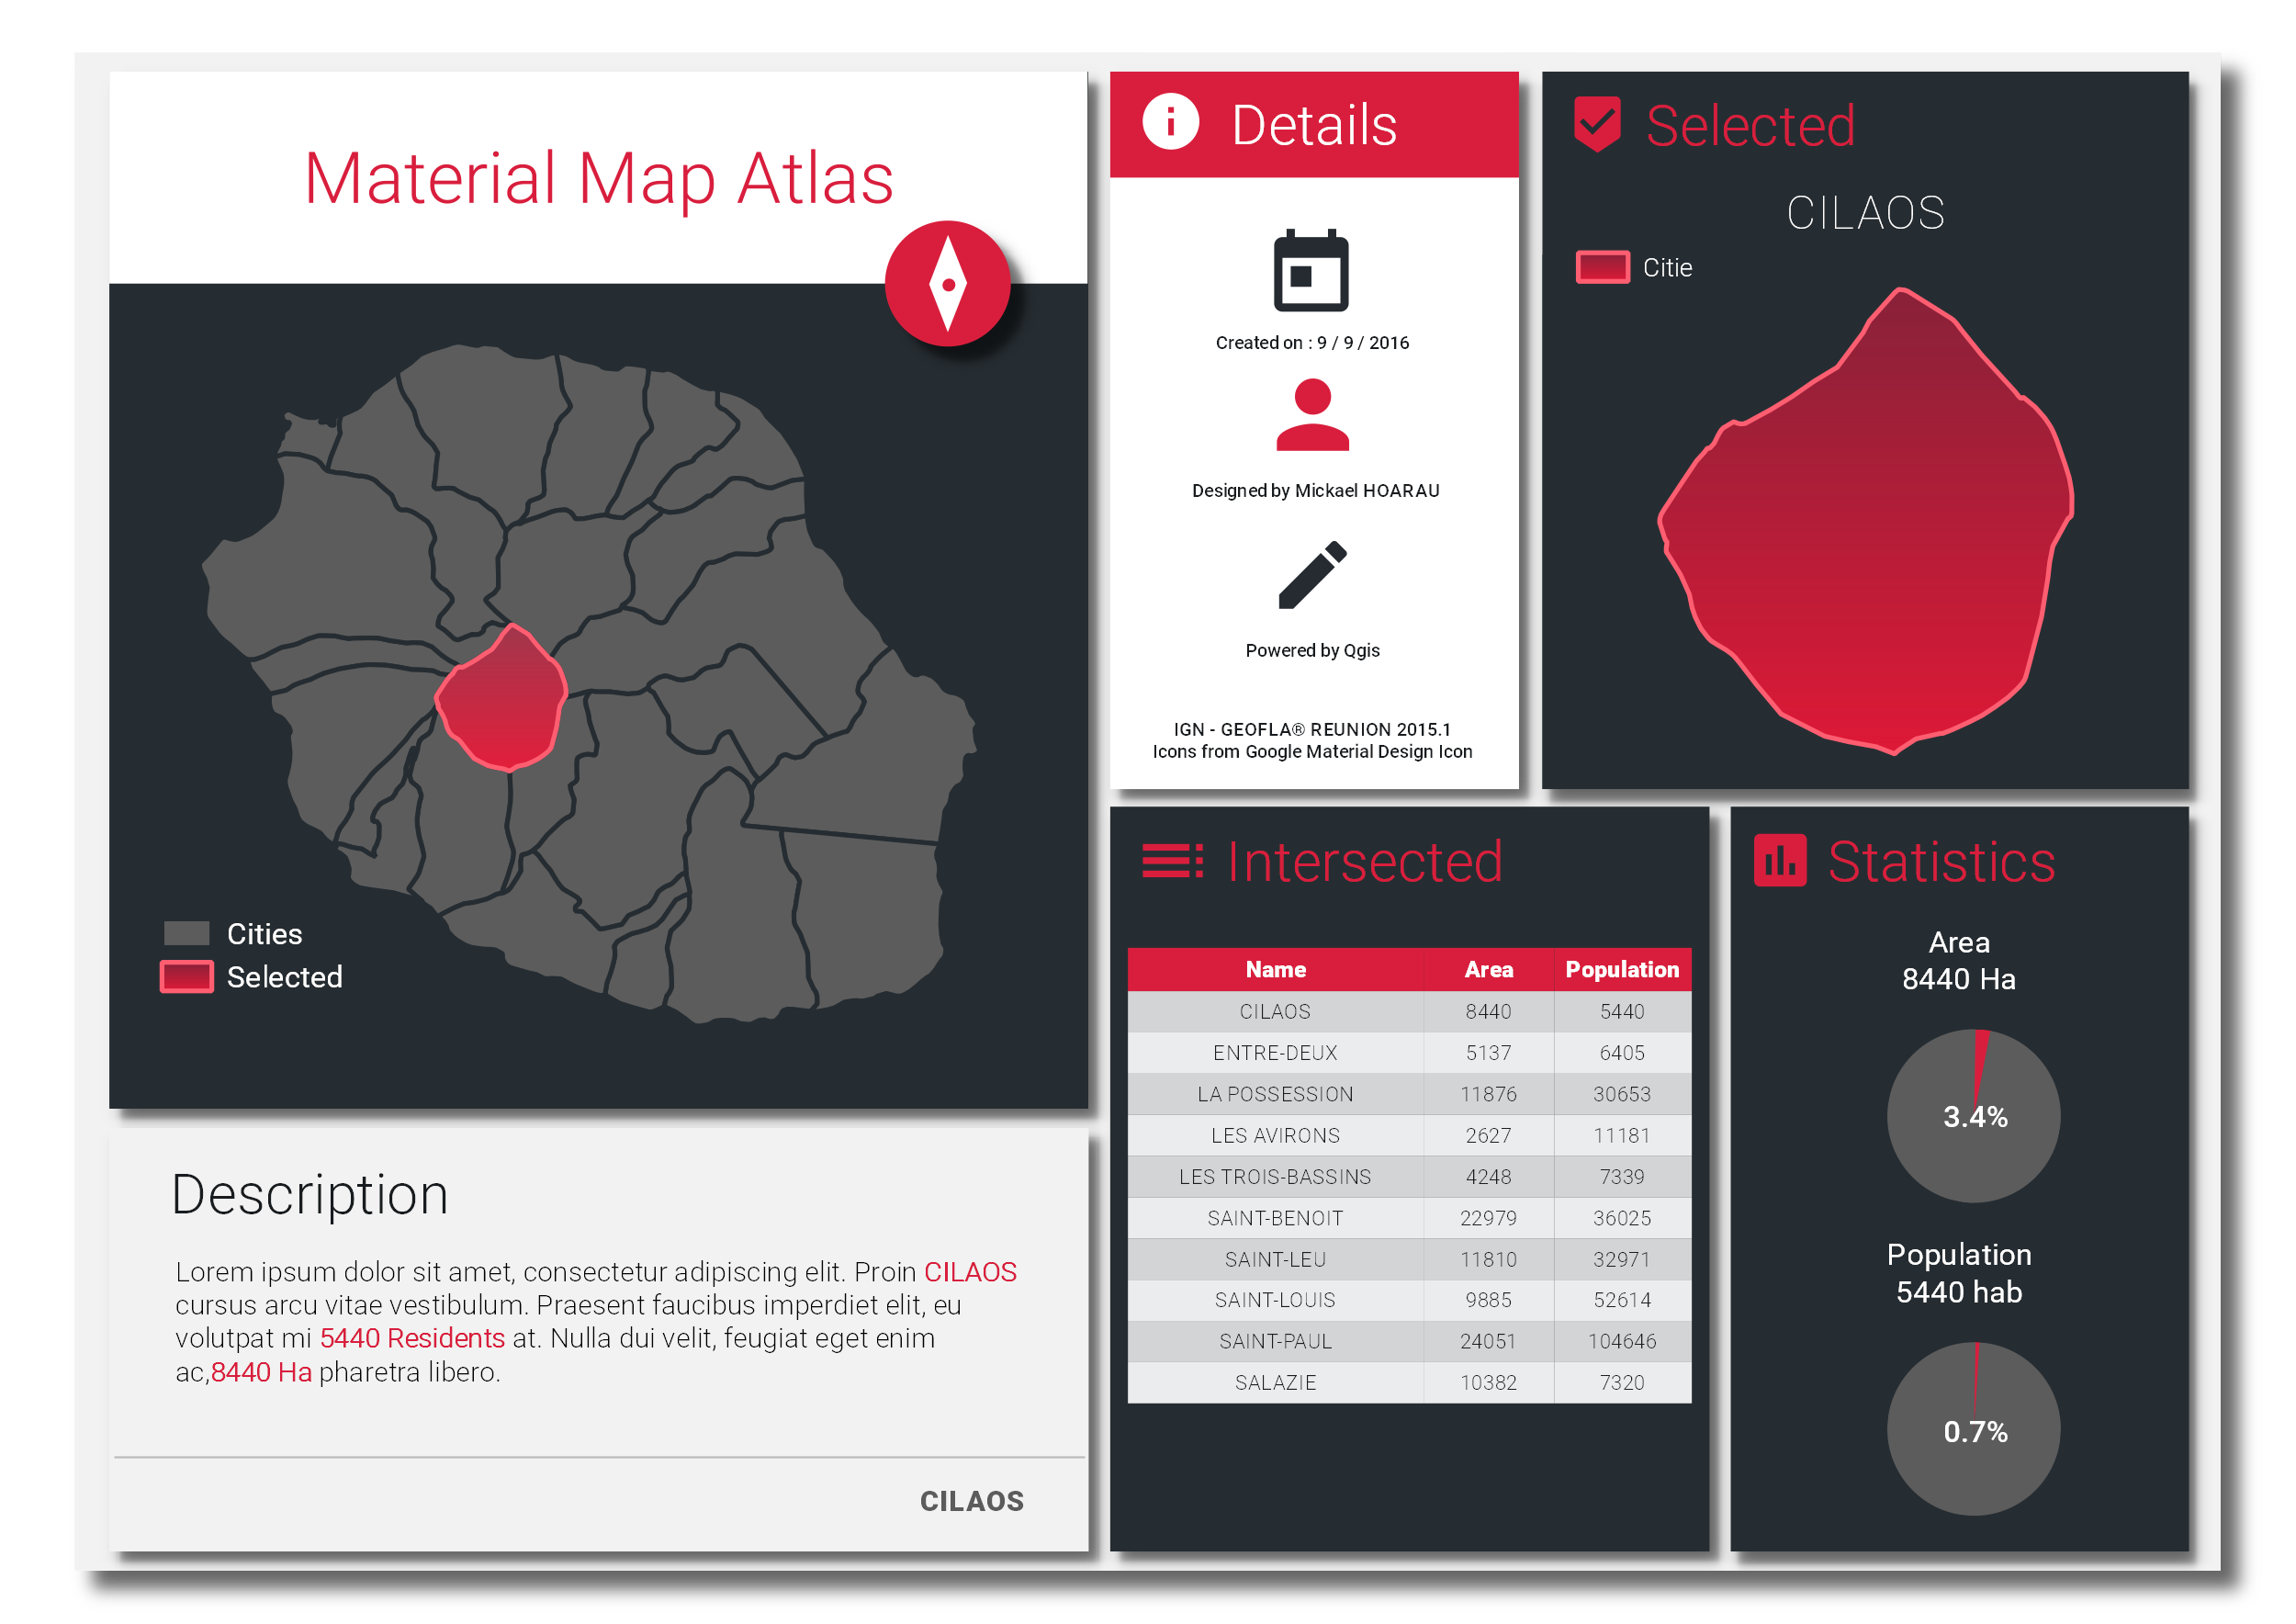 Material Map Atlas
Cities
Selected
Description
Lorem ipsum dolor sit amet, consectetur adipiscing elit. Proin CILAOS
cursus arcu vitae vestibulum. Praesent faucibus imperdiet elit, eu
volutpat mi 5440 Residents at. Nulla dui velit, feugiat eget enim
ac,8440 Ha pharetra libero.
CILAOS
Details
Created on : 9 / 9 / 2016
Designed by Mickael HOARAU
Powered by Qgis
IGN - GEOFLA® REUNION 2015.1
Icons from Google Material Design Icon
Selected
CILAOS
Citie
Intersected
Name Area Population
CILAOS 8440 5440
ENTRE-DEUX 5137 6405
LA POSSESSION 11876 30653
LES AVIRONS 2627 11181
LES TROIS-BASSINS 4248 7339
SAINT-BENOIT 22979 36025
SAINT-LEU 11810 32971
SAINT-LOUIS 9885 52614
SAINT-PAUL 24051 104646
SALAZIE 10382 7320
Statistics
Area
8440 Ha
3.4%
Population
5440 hab
0.7%